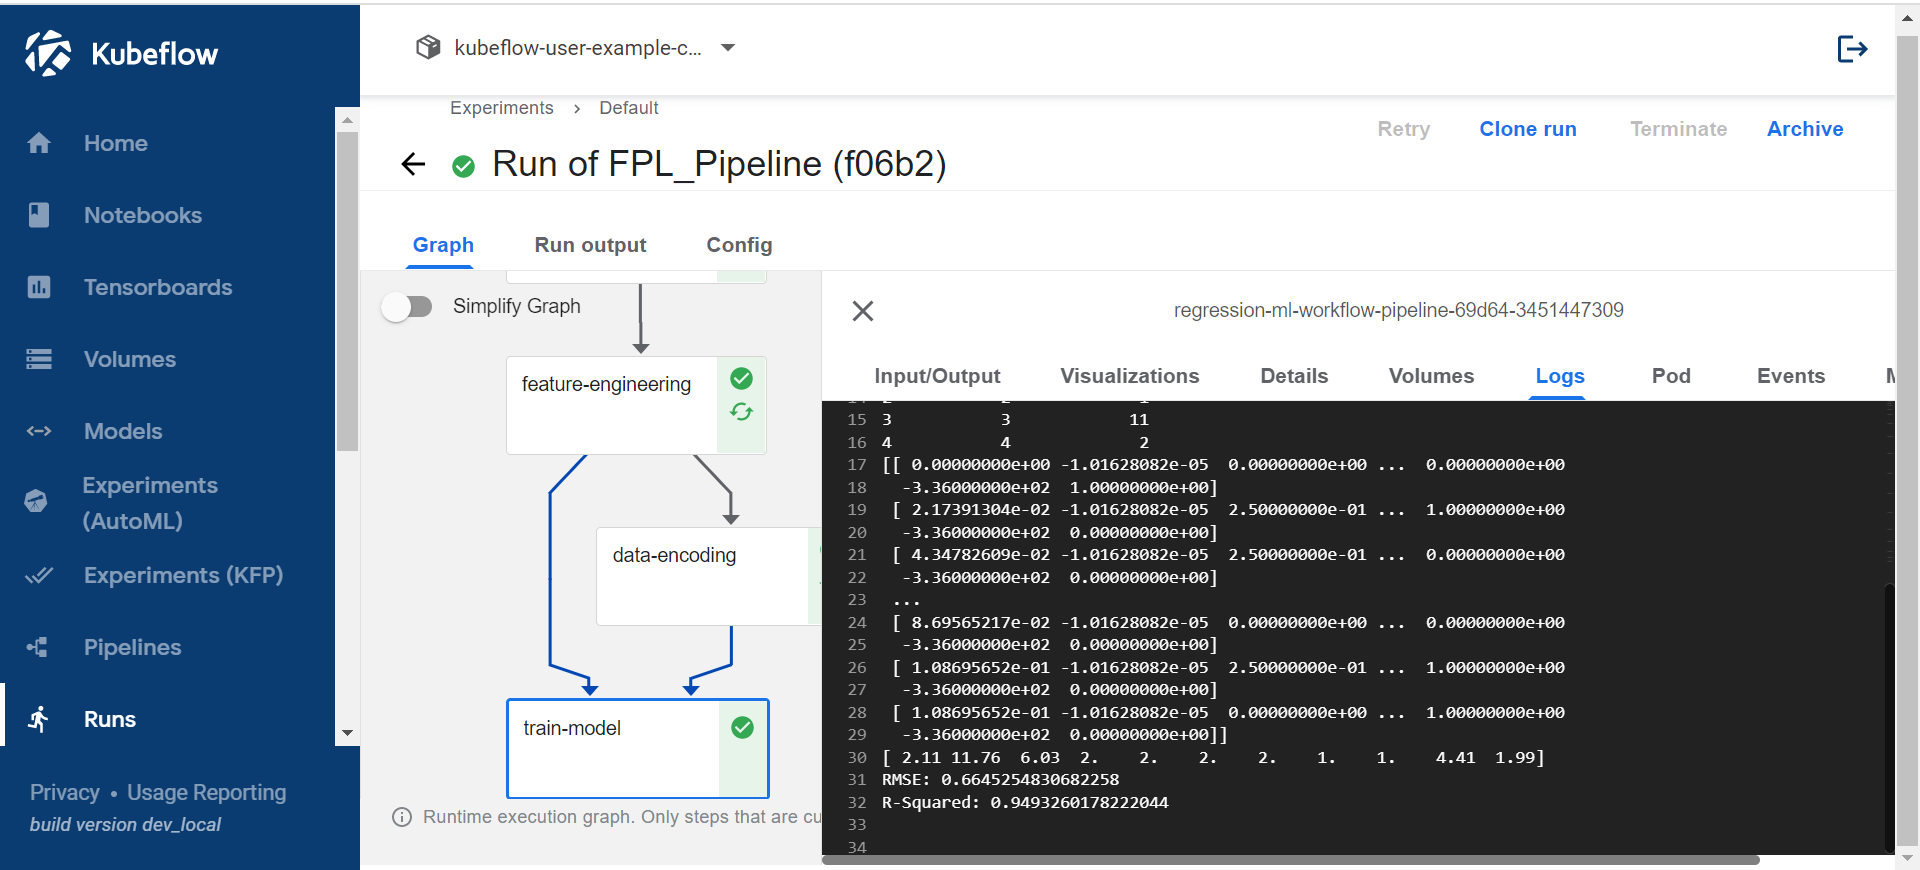 Kubeflow
kubeflow-user-example-c...
Home
Notebooks
Tensorboards
Volumes
Models
Experiments
(AutoML)
Experiments (KFP)
Pipelines
Runs
Privacy • Usage Reporting
build version dev_local
Experiments > Default
Retry Clone run Terminate Archive
Run of FPL_Pipeline (f06b2)
Graph Run output Config
Simplify Graph
feature-engineering
data-encoding
train-model
Runtime execution graph. Only steps that are cu
regression-ml-workflow-pipeline-69d64-3451447309
Input/Output Visualizations Details Volumes Logs Pod Events
15 3 3 11
16 4 4 2
17 [[ 0.00000000e+00 -1.01628082e-05 0.00000000e+00 ... 0.00000000e+00
18 -3.36000000e+02 1.00000000e+00]
19 [ 2.17391304e-02 -1.01628082e-05 2.50000000e-01 ... 1.00000000e+00
20 -3.36000000e+02 0.00000000e+00]
21 [ 4.34782609e-02 -1.01628082e-05 2.50000000e-01 ... 0.00000000e+00
22 -3.36000000e+02 0.00000000e+00]
23 ...
24 [ 8.69565217e-02 -1.01628082e-05 0.00000000e+00 ... 0.00000000e+00
25 -3.36000000e+02 0.00000000e+00]
26 [ 1.08695652e-01 -1.01628082e-05 2.50000000e-01 ... 1.00000000e+00
27 -3.36000000e+02 0.00000000e+00]
28 [ 1.08695652e-01 -1.01628082e-05 0.00000000e+00 ... 1.00000000e+00
29 -3.36000000e+02 0.00000000e+00]]
30 [ 2.11 11.76 6.03 2. 2. 2. 2. 1. 1. 4.41 1.99]
31 RMSE: 0.6645254830682258
32 R-Squared: 0.9493260178222044
33
34